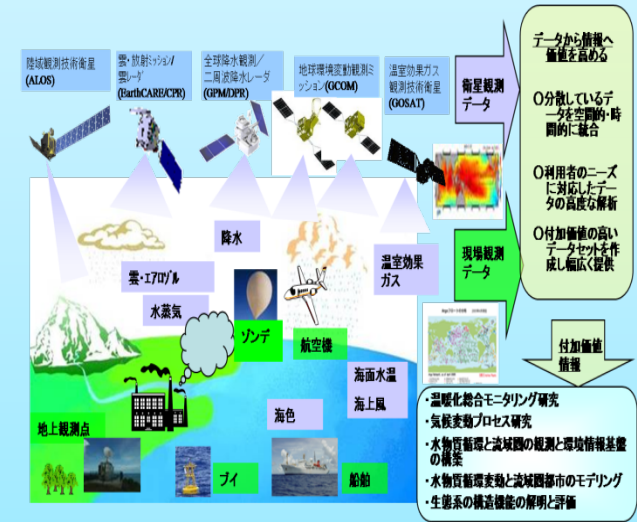 陸域観測技術衛星
(ALOS)
雲・放射ミッション/
雲レーダ
(EarthCARE/CPR)
全球降水観測／
二周波降水レーダ
(GPM/DPR)
地球環境変動観測ミ
ッション(GCOM)
温室効果ガス
観測技術衛星
(GOSAT)
衛星観測
データ
データから情報へ
価値を高める
〇分散しているデ
ータを空間的・時
間的に統合
〇利用者のニーズ
に対応したデー
タの高度な解析
〇付加価値の高い
データセットを作
成し幅広く提供
降水
雲・エアロゾル
水蒸気
温室効果
ガス
現場観測
データ
ゾンデ
航空機
海面水温
海上風
海色
地上観測点
ブイ
船舶
付加価値
情報
・温暖化総合モニタリング研究
・気候変動プロセス研究
・水物質循環と流域圏の観測と環境情報基盤
の構築
・水物質循環変動と流域圏都市のモデリング
・生態系の構造機能の解明と評価